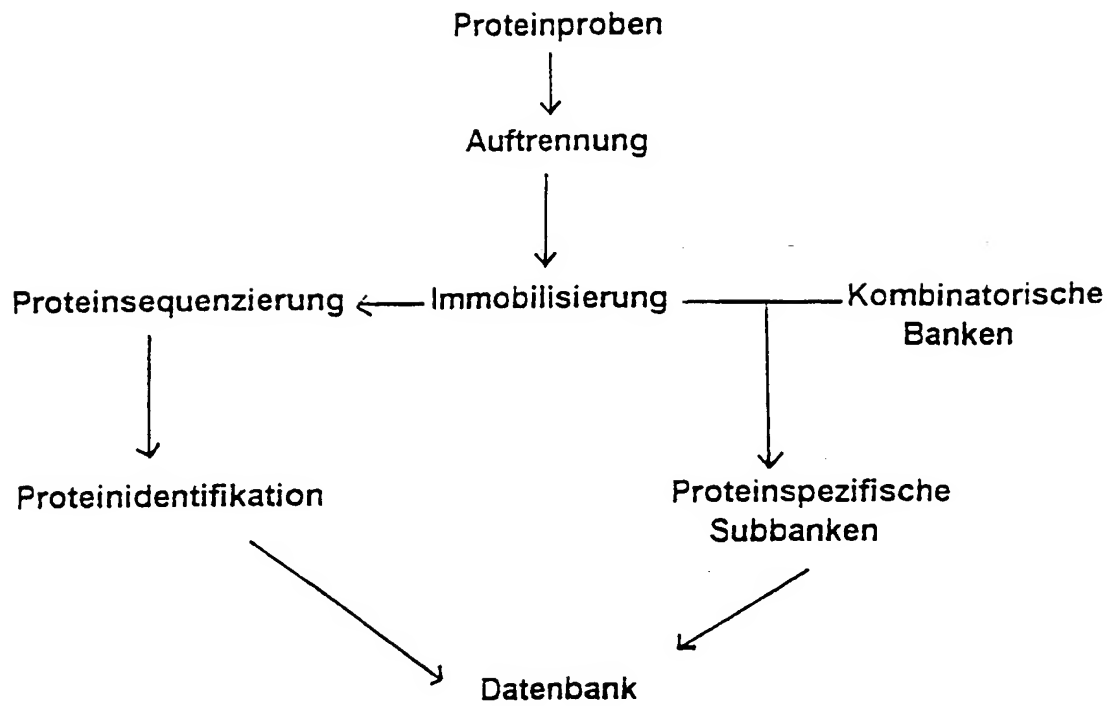 Proteinproben
Auftrennung
Proteinsequenzierung
Immobilisierung
Kombinatorische
Banken
Proteinidentifikation
Proteinspezifische
Subbanken
Datenbank